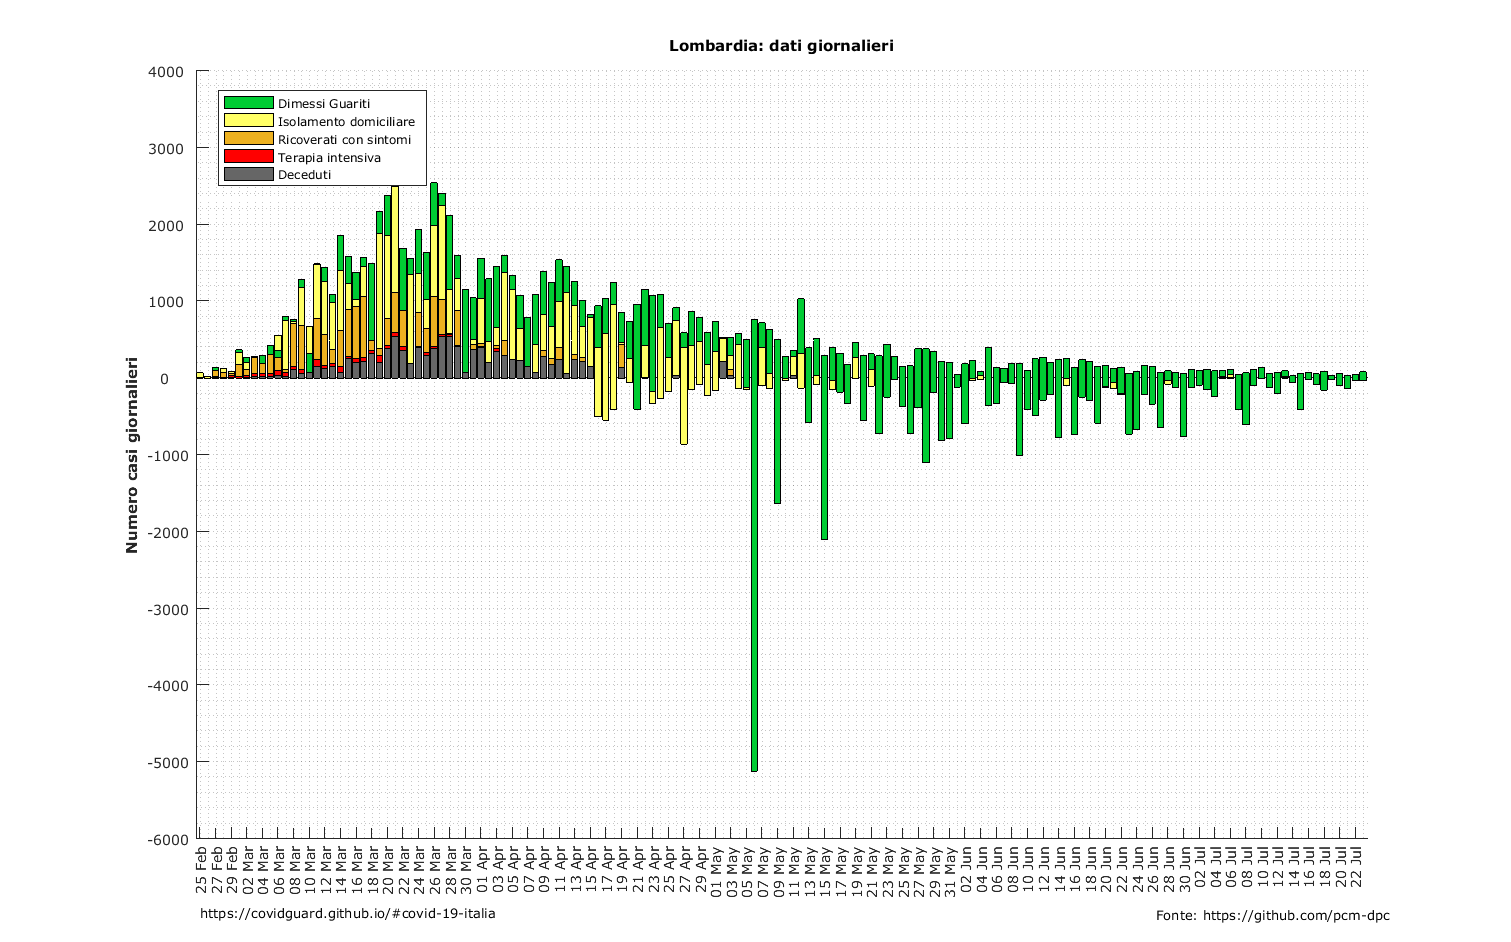 Lombardia: dati giornalieri
4000
3000
2000
1000
0
-1000
-2000
-3000
-4000
-5000
-6000
Numero casi giornalieri
Dimessi Guariti
Isolamento domiciliare
Ricoverati con sintomi
Terapia intensiva
Deceduti
25 Feb
27 Feb
29 Feb
02 Mar
04 Mar
06 Mar
08 Mar
10 Mar
12 Mar
14 Mar
16 Mar
18 Mar
20 Mar
22 Mar
24 Mar
26 Mar
28 Mar
30 Mar
01 Apr
03 Apr
05 Apr
07 Apr
09 Apr
11 Apr
13 Apr
15 Apr
17 Apr
19 Apr
21 Apr
23 Apr
25 Apr
27 Apr
29 Apr
01 May
03 May
05 May
07 May
09 May
11 May
13 May
15 May
17 May
19 May
21 May
23 May
25 May
27 May
29 May
31 May
02 Jun
04 Jun
06 Jun
08 Jun
10 Jun
12 Jun
14 Jun
16 Jun
18 Jun
20 Jun
22 Jun
24 Jun
26 Jun
28 Jun
30 Jun
02 Jul
04 Jul
06 Jul
08 Jul
10 Jul
12 Jul
14 Jul
16 Jul
18 Jul
20 Jul
22 Jul
https://covidguard.github.io/#covid-19-italia
Fonte: https://github.com/pcm-dpc